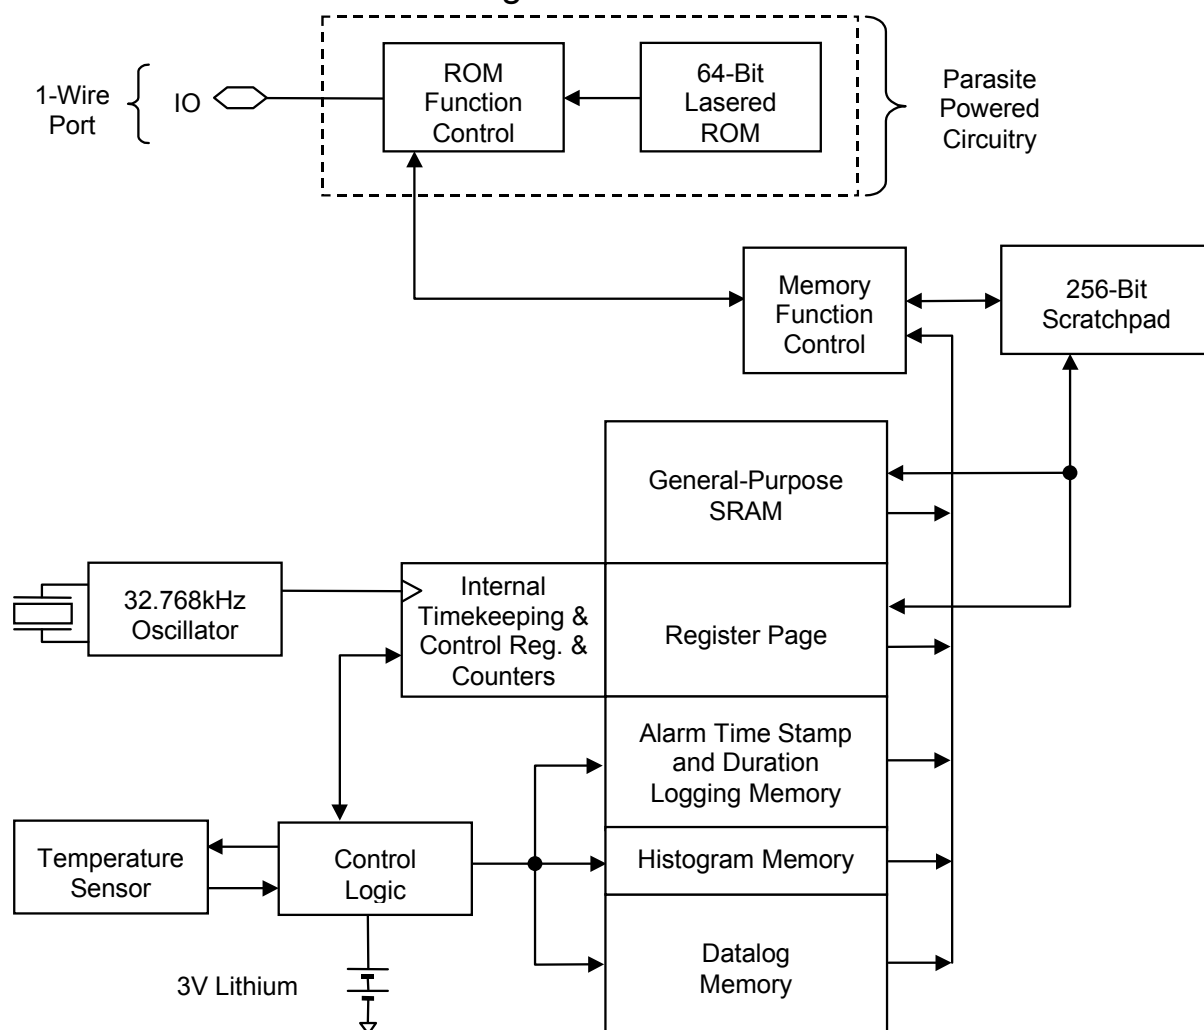 1-Wire
Port
IO
ROM
Function
Control
64-Bit
Lasered
ROM
Parasite
Powered
Circuitry
Memory
Function
Control
256-Bit
Scratchpad
General-Purpose
SRAM
32.768kHz
Oscillator
Internal
Timekeeping &
Control Reg. &
Counters
Register Page
Alarm Time Stamp
and Duration
Logging Memory
Temperature
Sensor
Control
Logic
Histogram Memory
Datalog
Memory
3V Lithium